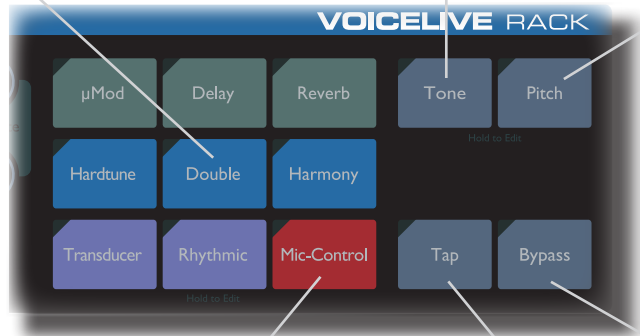 VOICELIVE RACK
µMod Delay Reverb Tone Pitch
Hold to Edit
Hardtune Double Harmony
Transducer Rhythmic Mic-Control Tap Bypass
Hold to Edit